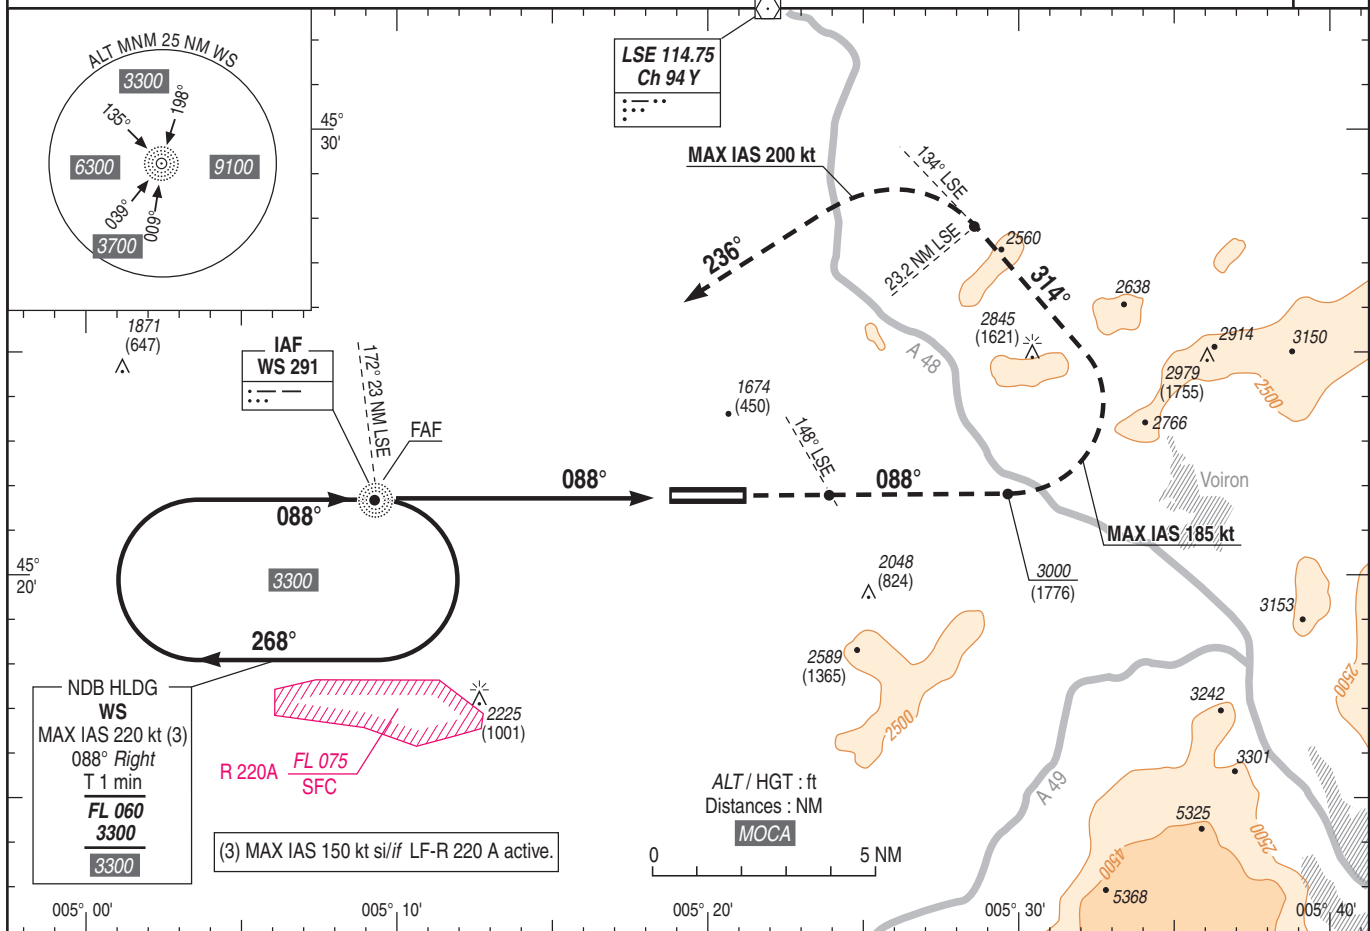 ALT MNM 25 NM WS
3300
135°
198°
6300
9100
039°
009°
3700
45°
30'
LSE 114.75
Ch 94 Y
MAX IAS 200 kt
134° LSE
23.2 NM LSE
236°
2560
314°
2638
2845
(1621)
2914
3150
2979
(1755)
2500
2766
A 48
1871
(647)
IAF
WS 291
172° 23 NM LSE
FAF
1674
(450)
148° LSE
088°
088°
088°
Voiron
MAX IAS 185 kt
45°
20'
3300
268°
2048
(824)
3000
(1776)
3153
2589
(1365)
2500
2500
NDB HLDG
WS
MAX IAS 220 kt (3)
088° Right
T 1 min
FL 060
3300
3300
2225
(1001)
R 220A
FL 075
SFC
3242
3301
5325
2500
4500
5368
A 49
ALT / HGT : ft
Distances : NM
MOCA
0
5 NM
(3) MAX IAS 150 kt si/if LF-R 220 A active.
005° 00'
005° 10'
005° 20'
005° 30'
005° 40'